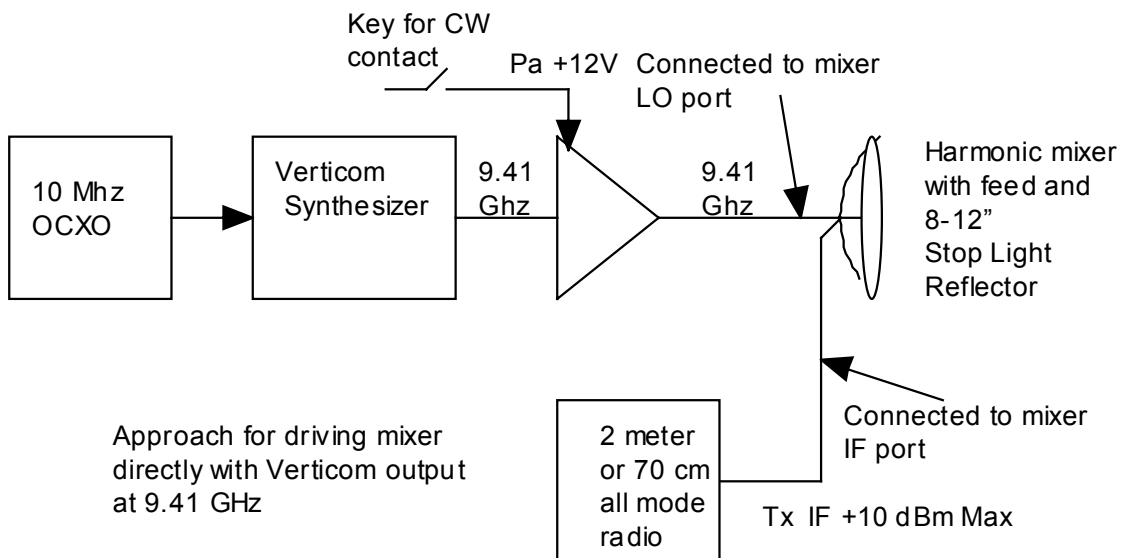 Key for CW
contact
Pa +12V
Connected to mixer
LO port
10 Mhz
OCXO
Verticom
Synthesizer
9.41
Ghz
9.41
Ghz
Harmonic mixer
with feed and
8-12”
Stop Light
Reflector
Approach for driving mixer
directly with Verticom output
at 9.41 GHz
2 meter
or 70 cm
all mode
radio
Connected to mixer
IF port
Tx IF +10 dBm Max